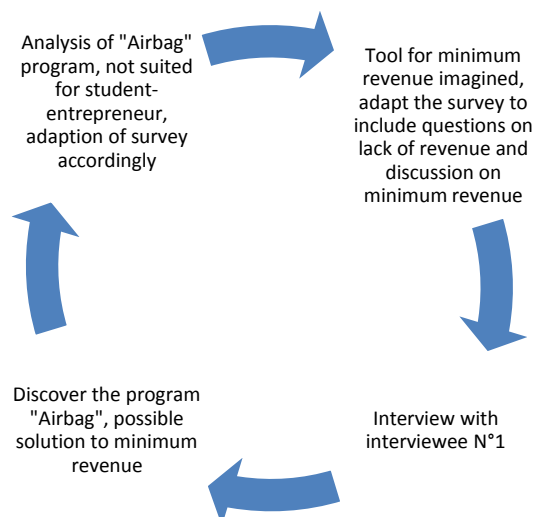 Analysis of "Airbag"
program, not suited
for student-
entrepreneur,
adaption of survey
accordingly
Tool for minimum
revenue imagined,
adapt the survey to
include questions on
lack of revenue and
discussion on
minimum revenue
Interview with
interviewee N°1
Discover the program
"Airbag", possible
solution to minimum
revenue